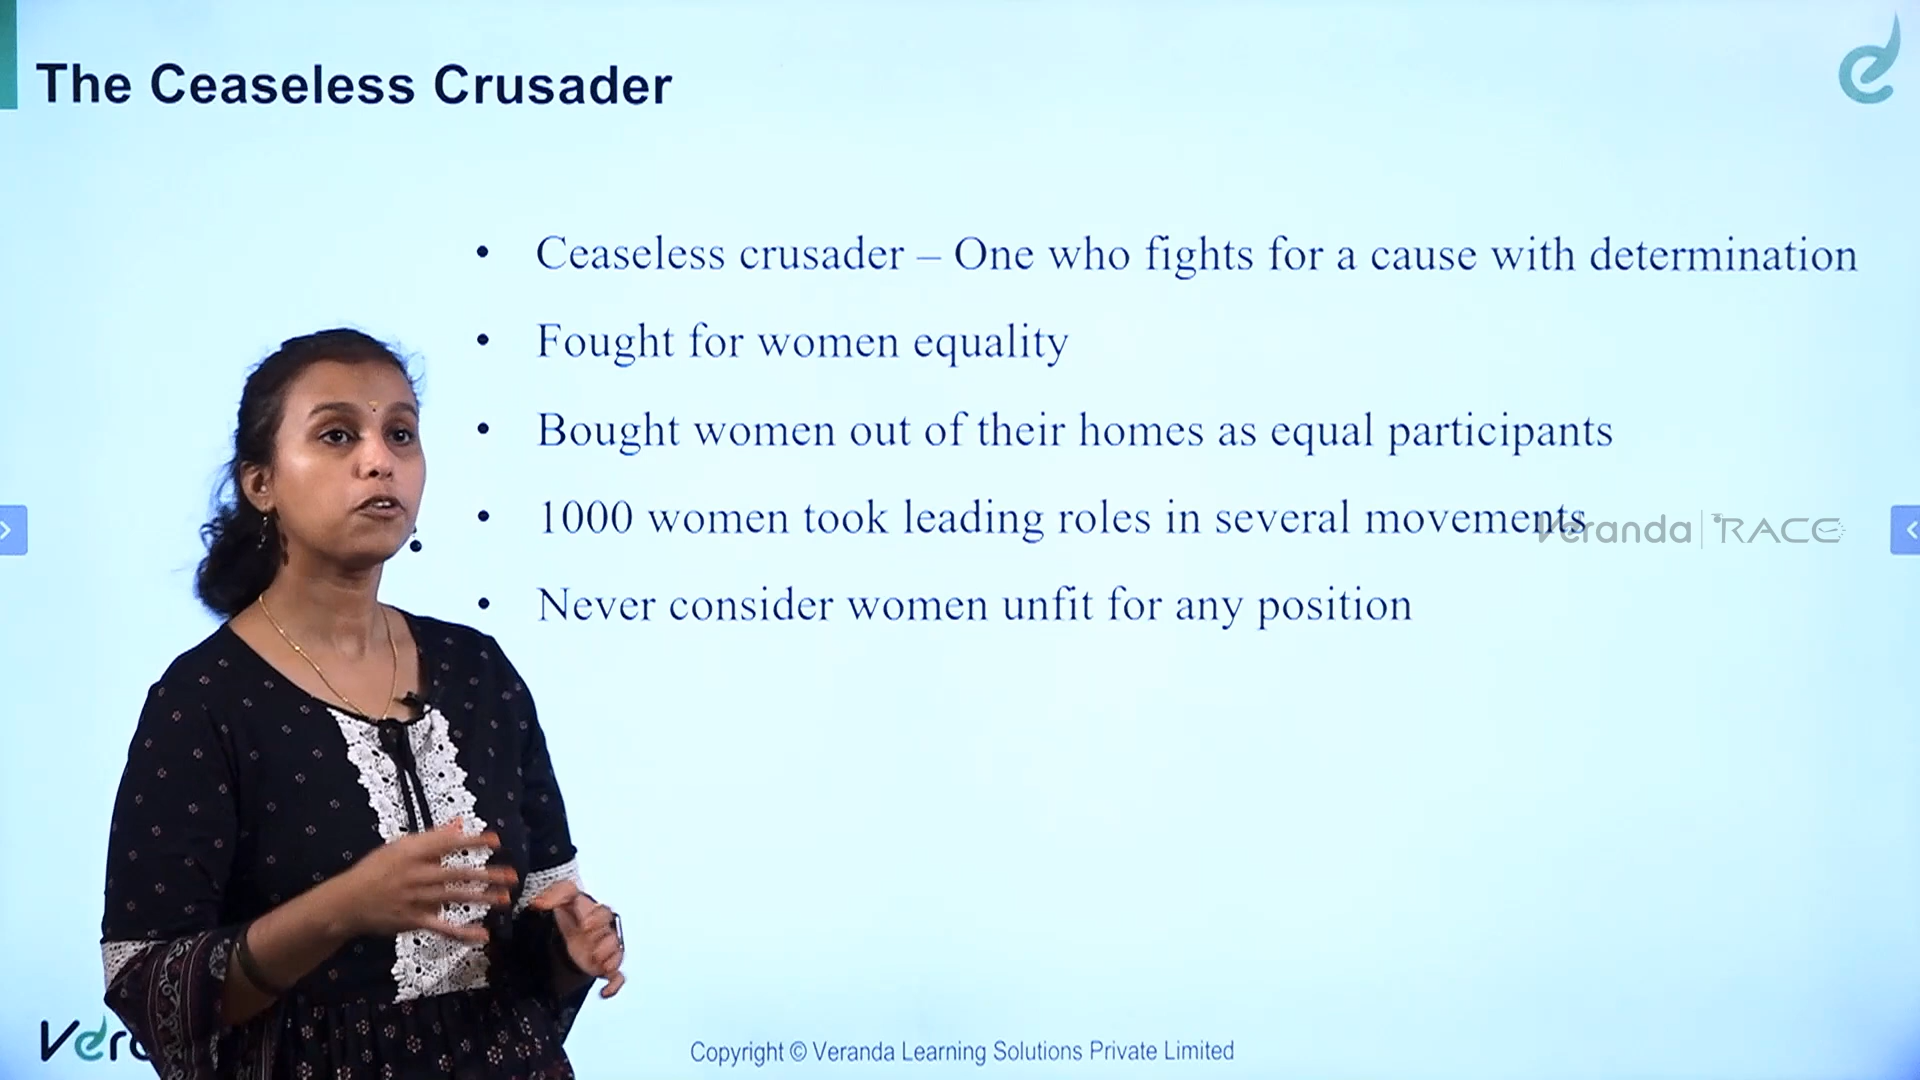 The Ceaseless Crusader
• Ceaseless crusader – One who fights for a cause with determination
• Fought for women equality
• Bought women out of their homes as equal participants
• 1000 women took leading roles in several movements
Veranda | RACE
• Never consider women unfit for any position
Copyright © Veranda Learning Solutions Private Limited